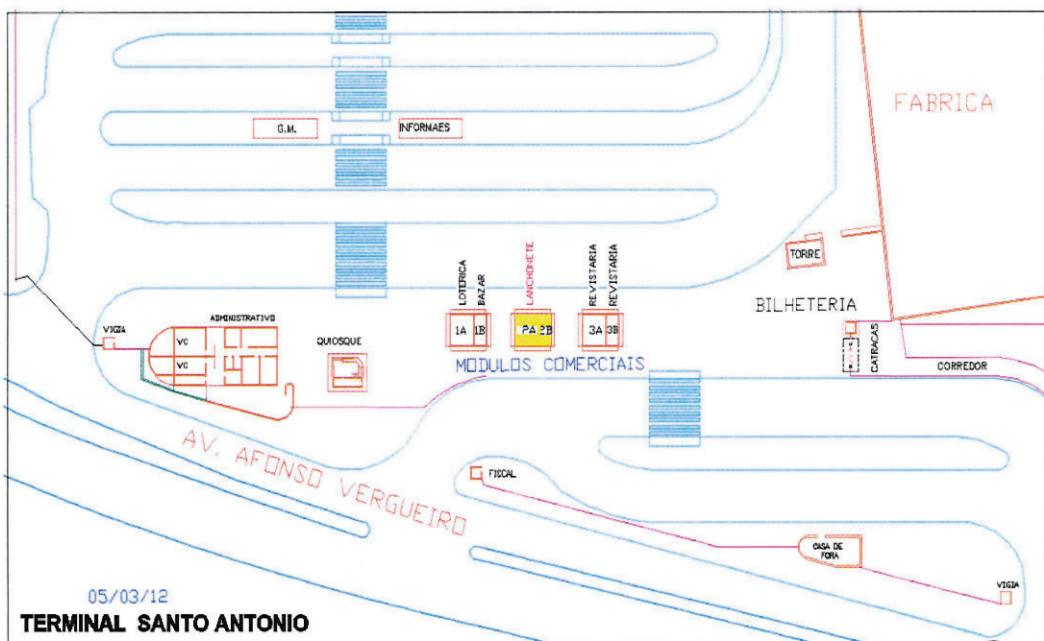 FABRICA
G.M.
INFORMAES
TORRE
LOTERICA
BAZAR
LANCHONETE
REVISTARIA
REVISTARIA
BILHETERIA
VIGIA
ADMINISTRATIVO
VC
VC
QUIOSQUE
1A 1B
2A 2B
3A 3B
MODULOS COMERCIAIS
CATRACAS
CORREDOR
AV. AFONSO VERGUEIRO
FISCAL
CASA DE
FORA
VIGIA
05/03/12
TERMINAL SANTO ANTONIO